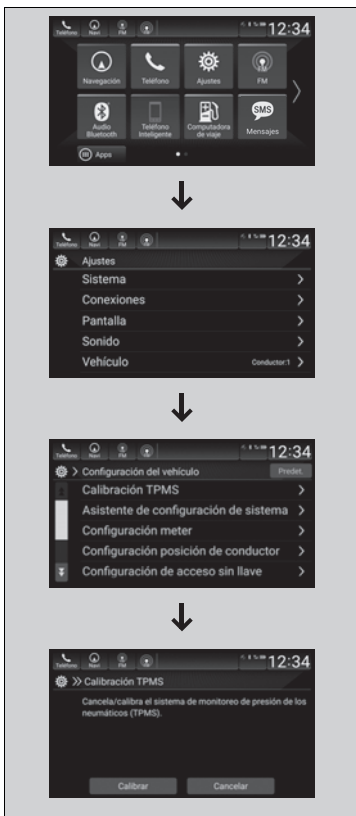 Teléfono Navi FM 12:34
Navegación Teléfono Ajustes FM
Audio Bluetooth
Teléfono Inteligente
Computadora de viaje
SMS
Mensajes
Apps
Teléfono Navi FM 12:34
Ajustes
Sistema
Conexiones
Pantalla
Sonido
Vehículo Conductor:1
Teléfono Navi FM 12:34
Configuración del vehículo Predet.
Calibración TPMS
Asistente de configuración de sistema
Configuración meter
Configuración posición de conductor
Configuración de acceso sin llave
Teléfono Navi FM 12:34
Calibración TPMS
Cancela/calibra el sistema de monitoreo de presión de los
neumáticos (TPMS).
Calibrar Cancelar